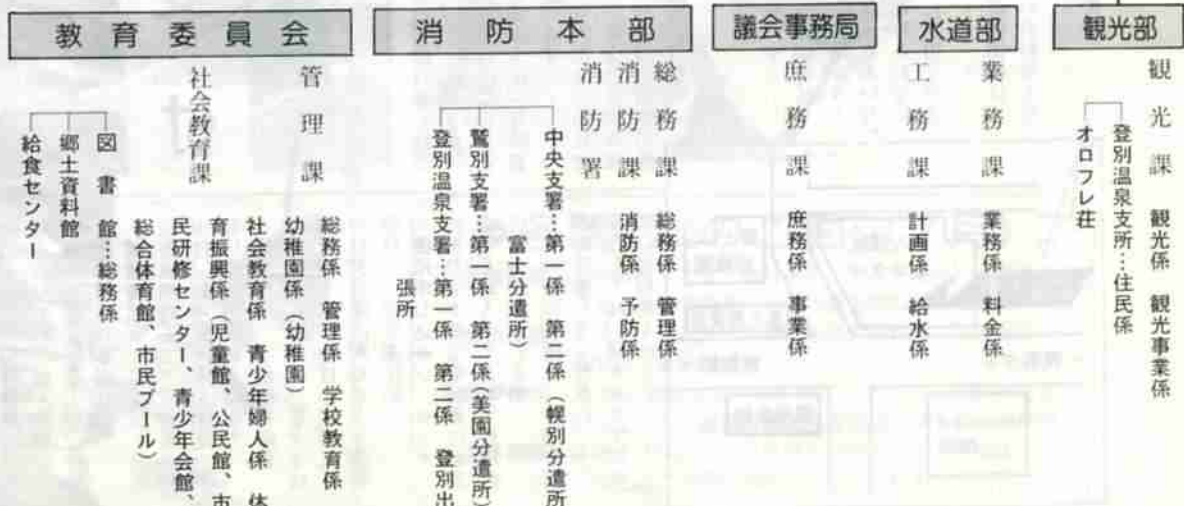 観光部
観光課　観光係　観光事業係
登別温泉支所…住民係
オロフレ荘
水道部
業務課　業務係　料金係
工務課　計画係　給水係
議会事務局
庶務課　庶務係　事業係
消防本部
総務課　総務係　管理係
消防課　消防係　予防係
消防署
中央支署…第一係　第二係（幌別分遣所
富士分遣所）
鷲別支署…第一係　第二係（美園分遣所）
登別温泉支署…第一係　第二係　登別出
張所
教育委員会
管理課　総務係　管理係　学校教育係
幼稚園係（幼稚園）
社会教育課　社会教育係　青少年婦人係　体
育振興係（児童館、公民館、市
民研修センター、青少年会館、
総合体育館、市民プール）
図書館…総務係
郷土資料館
給食センター